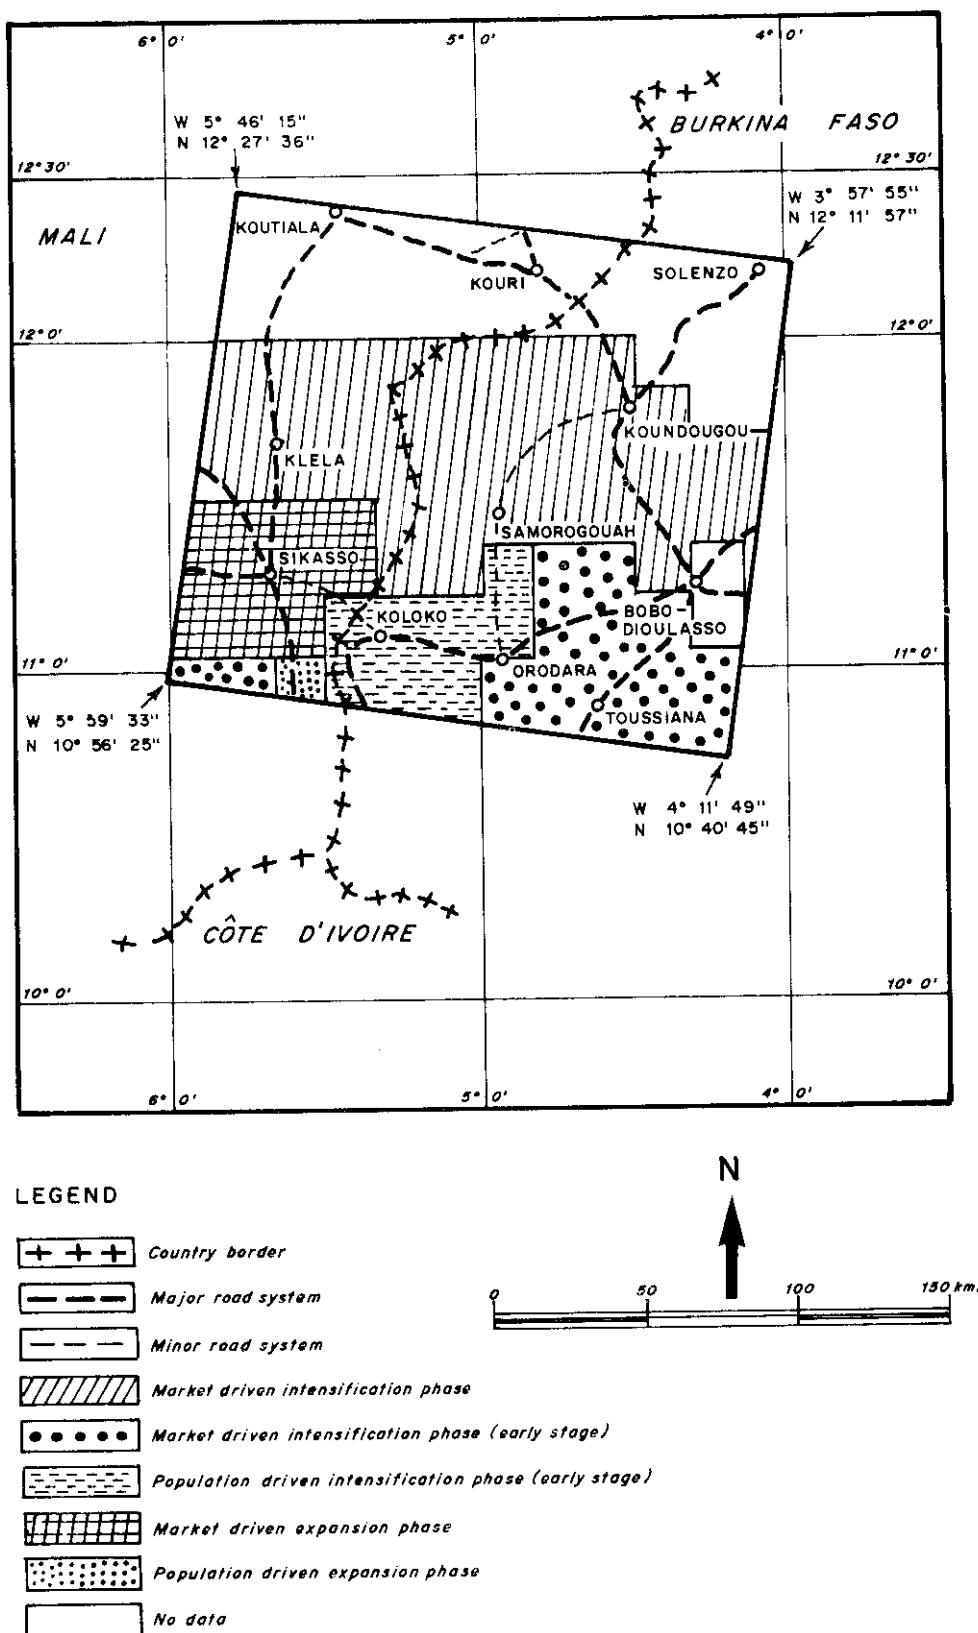 6° 0'
5° 0'
4° 0'
W 5° 46' 15"
N 12° 27' 36"
BURKINA FASO
12° 30'
12° 30'
W 3° 57' 55"
N 12° 11' 57"
MALI
KOUTIALA
KOURI
SOLENZO
12° 0'
12° 0'
KOUNDOUGOU
KLELA
SAMOROGOUAH
SIKASSO
KOLOKO
BOBO-
DIOULASSO
11° 0'
11° 0'
ORODARA
TOUSSIANA
W 5° 59' 33"
N 10° 56' 25"
W 4° 11' 49"
N 10° 40' 45"
CÔTE D'IVOIRE
10° 0'
10° 0'
6° 0'
5° 0'
4° 0'
N
LEGEND
Country border
Major road system
0 50 100 150 km.
Minor road system
Market driven intensification phase
Market driven intensification phase (early stage)
Population driven intensification phase (early stage)
Market driven expansion phase
Population driven expansion phase
No data